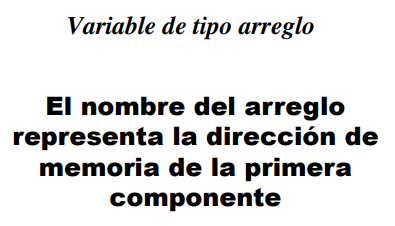 Variable de tipo arreglo
El nombre del arreglo
representa la dirección de
memoria de la primera
componente